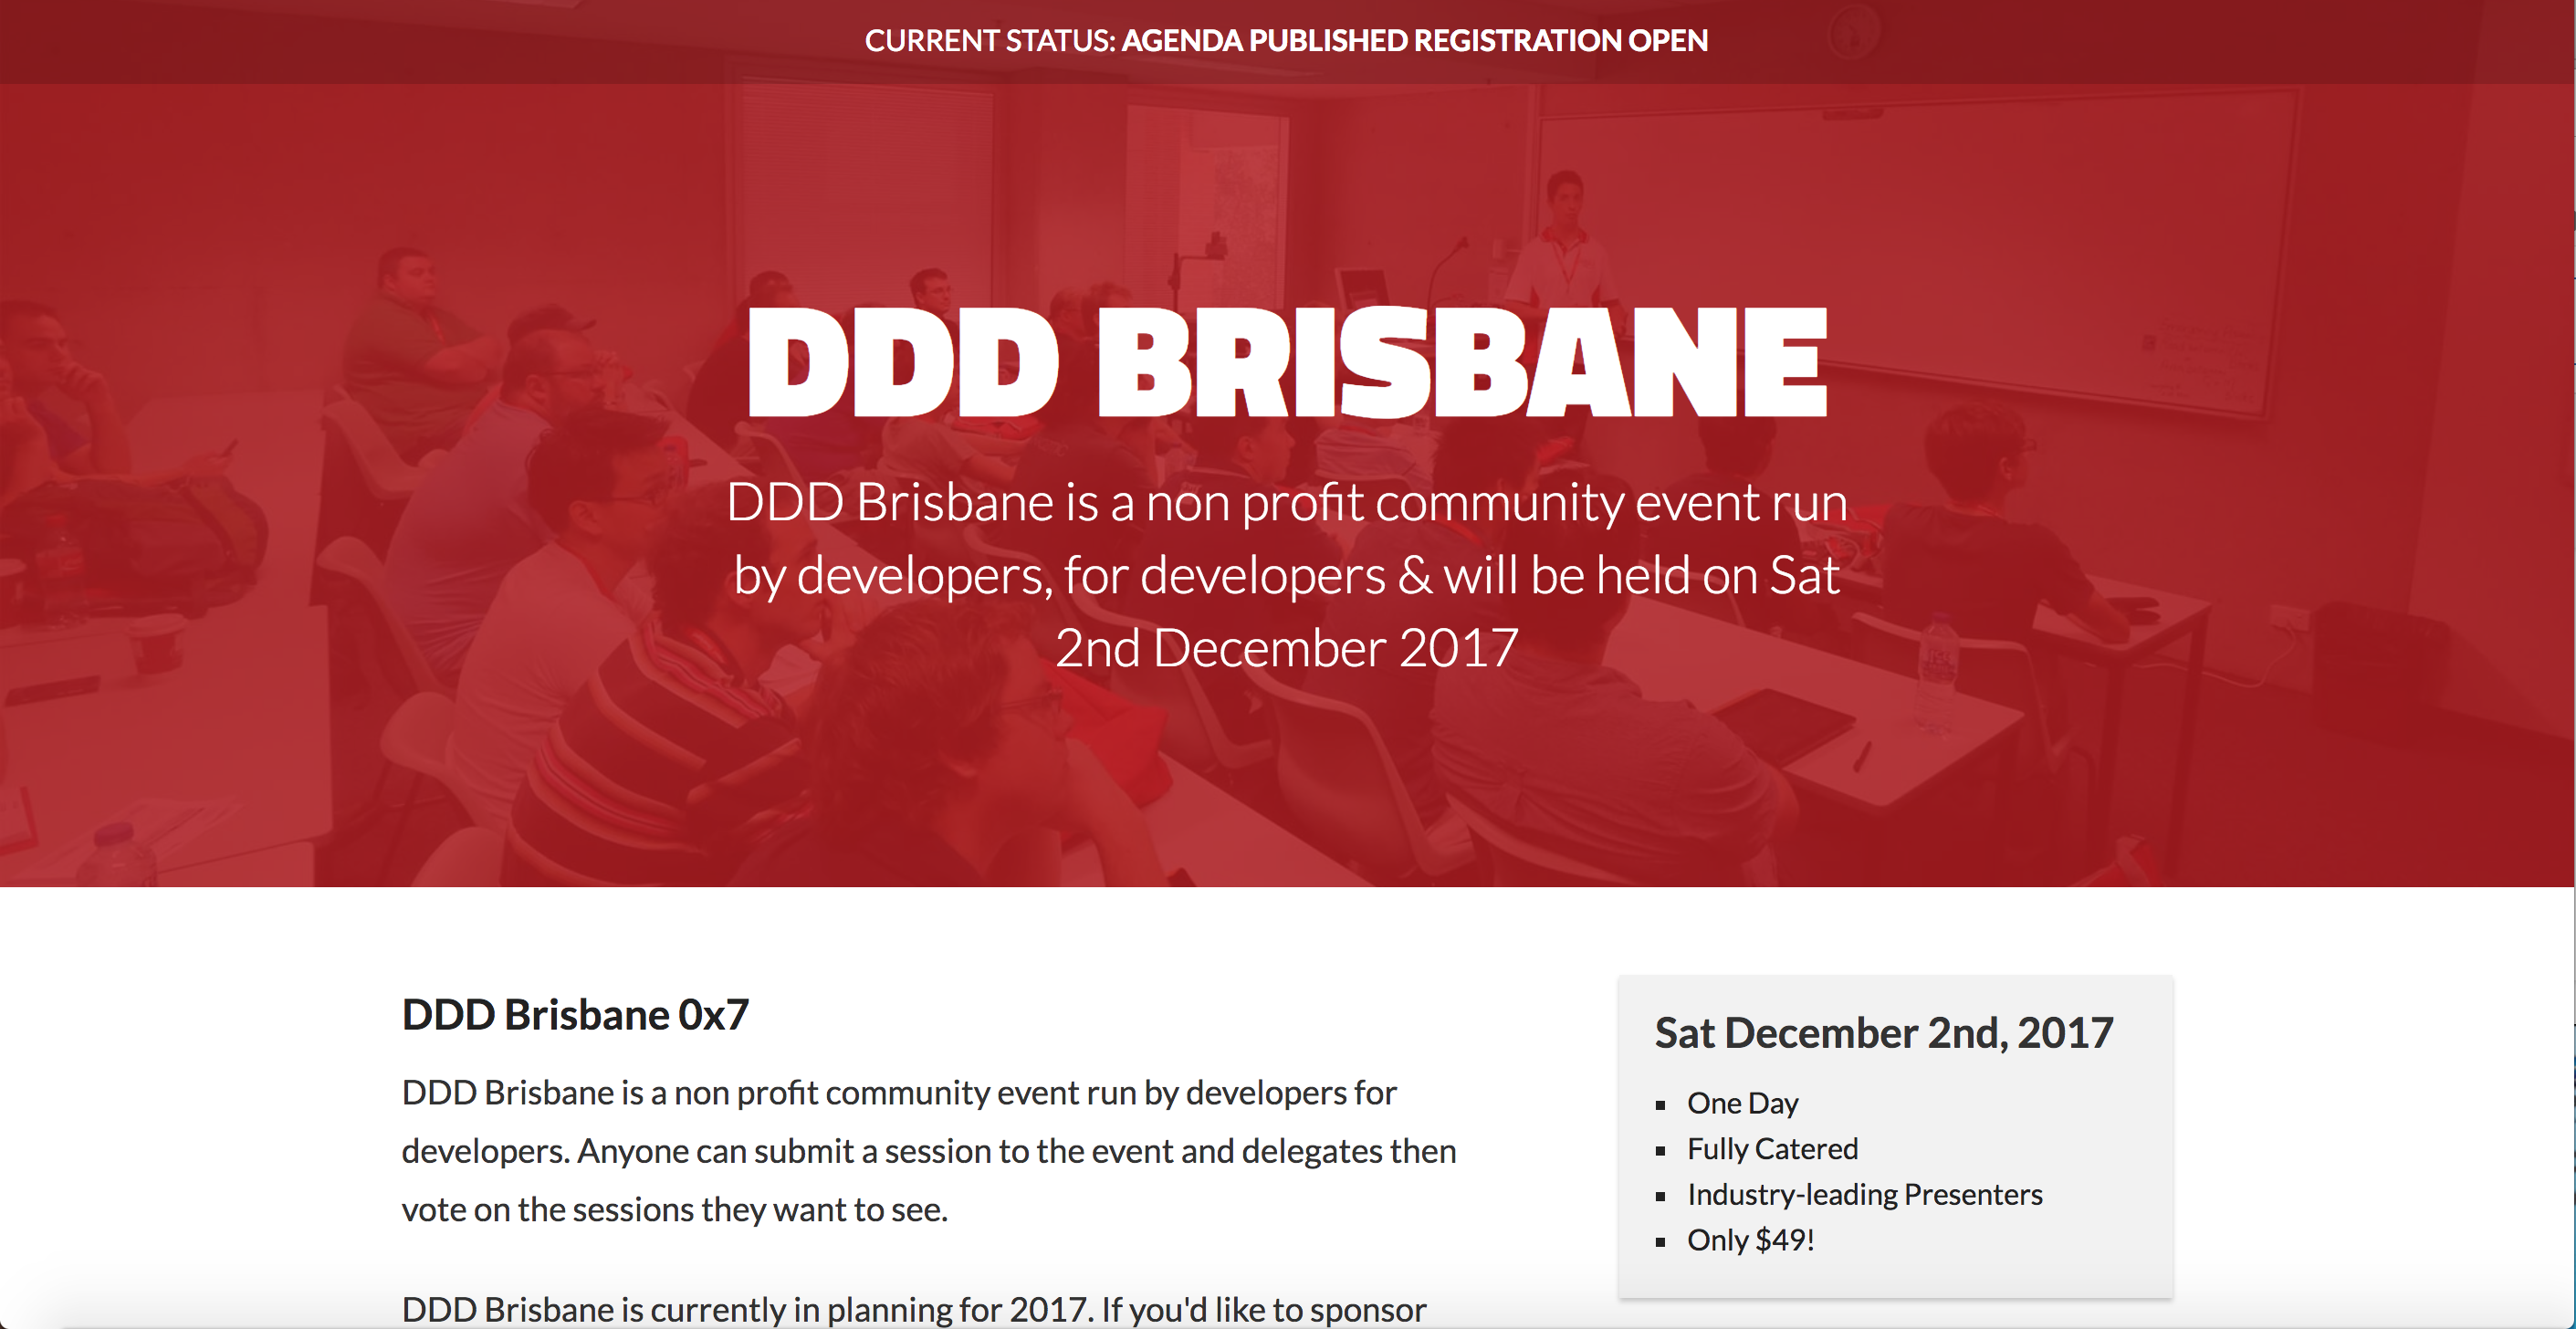 CURRENT STATUS: AGENDA PUBLISHED REGISTRATION OPEN
DDD BRISBANE
DDD Brisbane is a non profit community event run
by developers, for developers & will be held on Sat
2nd December 2017
DDD Brisbane 0x7
DDD Brisbane is a non profit community event run by developers for
developers. Anyone can submit a session to the event and delegates then
vote on the sessions they want to see.
DDD Brisbane is currently in planning for 2017. If you'd like to sponsor
Sat December 2nd, 2017
▪ One Day
▪ Fully Catered
▪ Industry-leading Presenters
▪ Only $49!